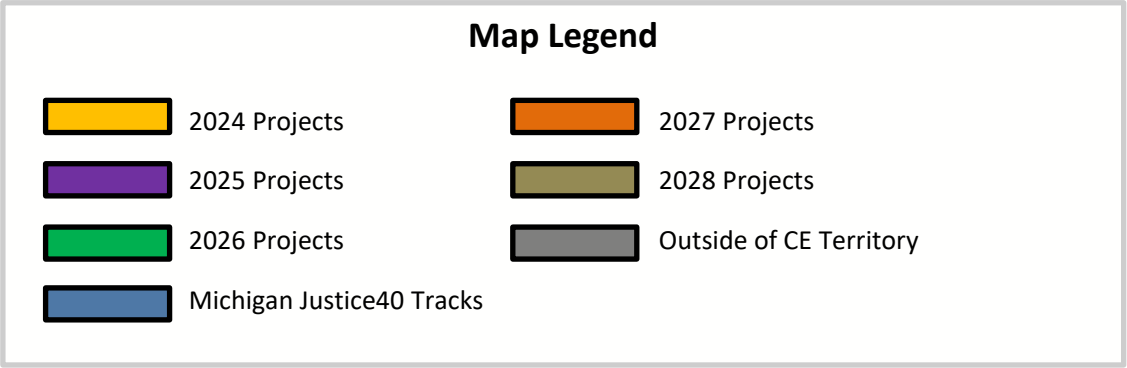 Map Legend
2024 Projects
2027 Projects
2025 Projects
2028 Projects
2026 Projects
Outside of CE Territory
Michigan Justice40 Tracks